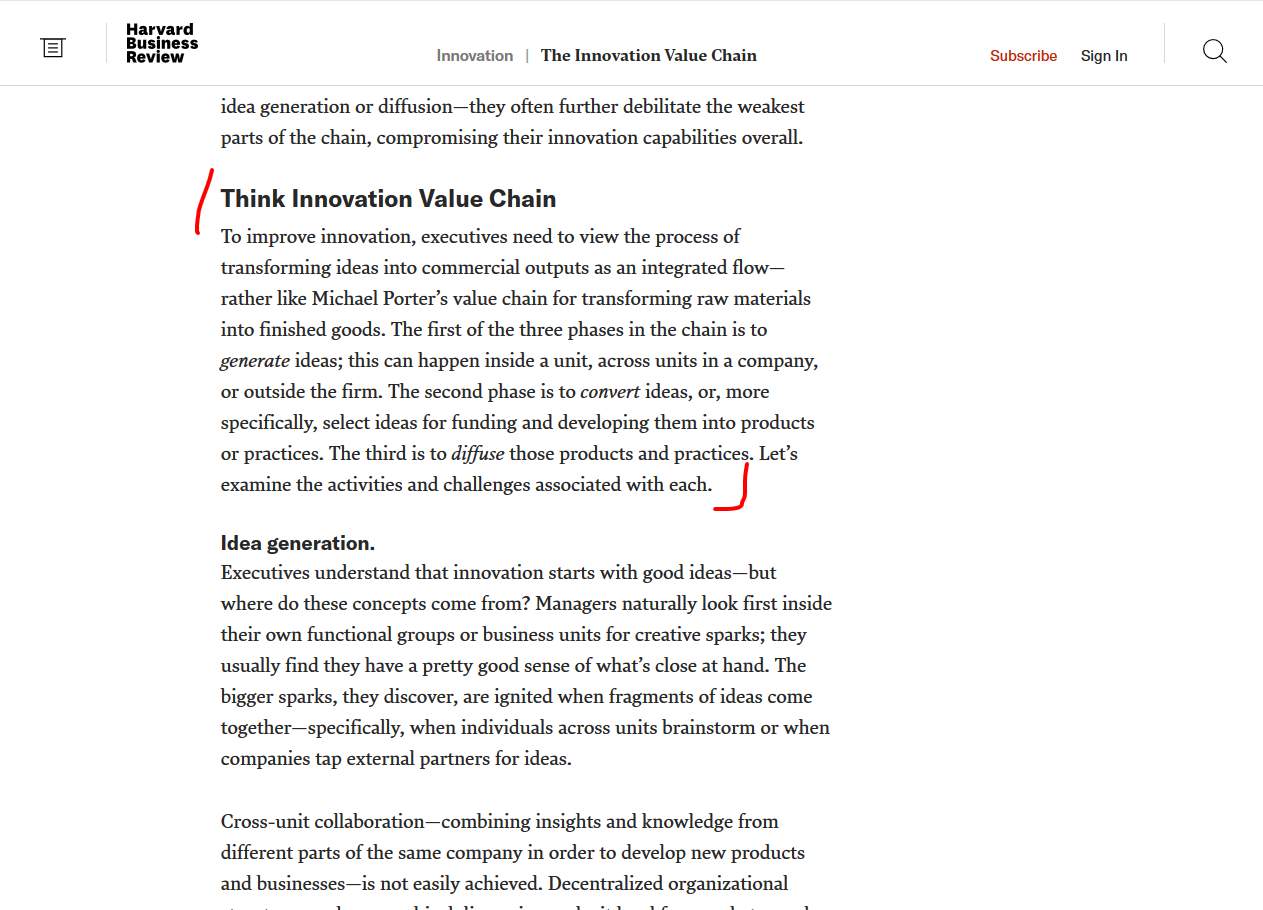 Harvard
Business
Review
Innovation | The Innovation Value Chain
Subscribe Sign In
idea generation or diffusion—they often further debilitate the weakest
parts of the chain, compromising their innovation capabilities overall.
Think Innovation Value Chain
To improve innovation, executives need to view the process of
transforming ideas into commercial outputs as an integrated flow—
rather like Michael Porter’s value chain for transforming raw materials
into finished goods. The first of the three phases in the chain is to
generate ideas; this can happen inside a unit, across units in a company,
or outside the firm. The second phase is to convert ideas, or, more
specifically, select ideas for funding and developing them into products
or practices. The third is to diffuse those products and practices. Let’s
examine the activities and challenges associated with each.
Idea generation.
Executives understand that innovation starts with good ideas—but
where do these concepts come from? Managers naturally look first inside
their own functional groups or business units for creative sparks; they
usually find they have a pretty good sense of what’s close at hand. The
bigger sparks, they discover, are ignited when fragments of ideas come
together—specifically, when individuals across units brainstorm or when
companies tap external partners for ideas.
Cross-unit collaboration—combining insights and knowledge from
different parts of the same company in order to develop new products
and businesses—is not easily achieved. Decentralized organizational